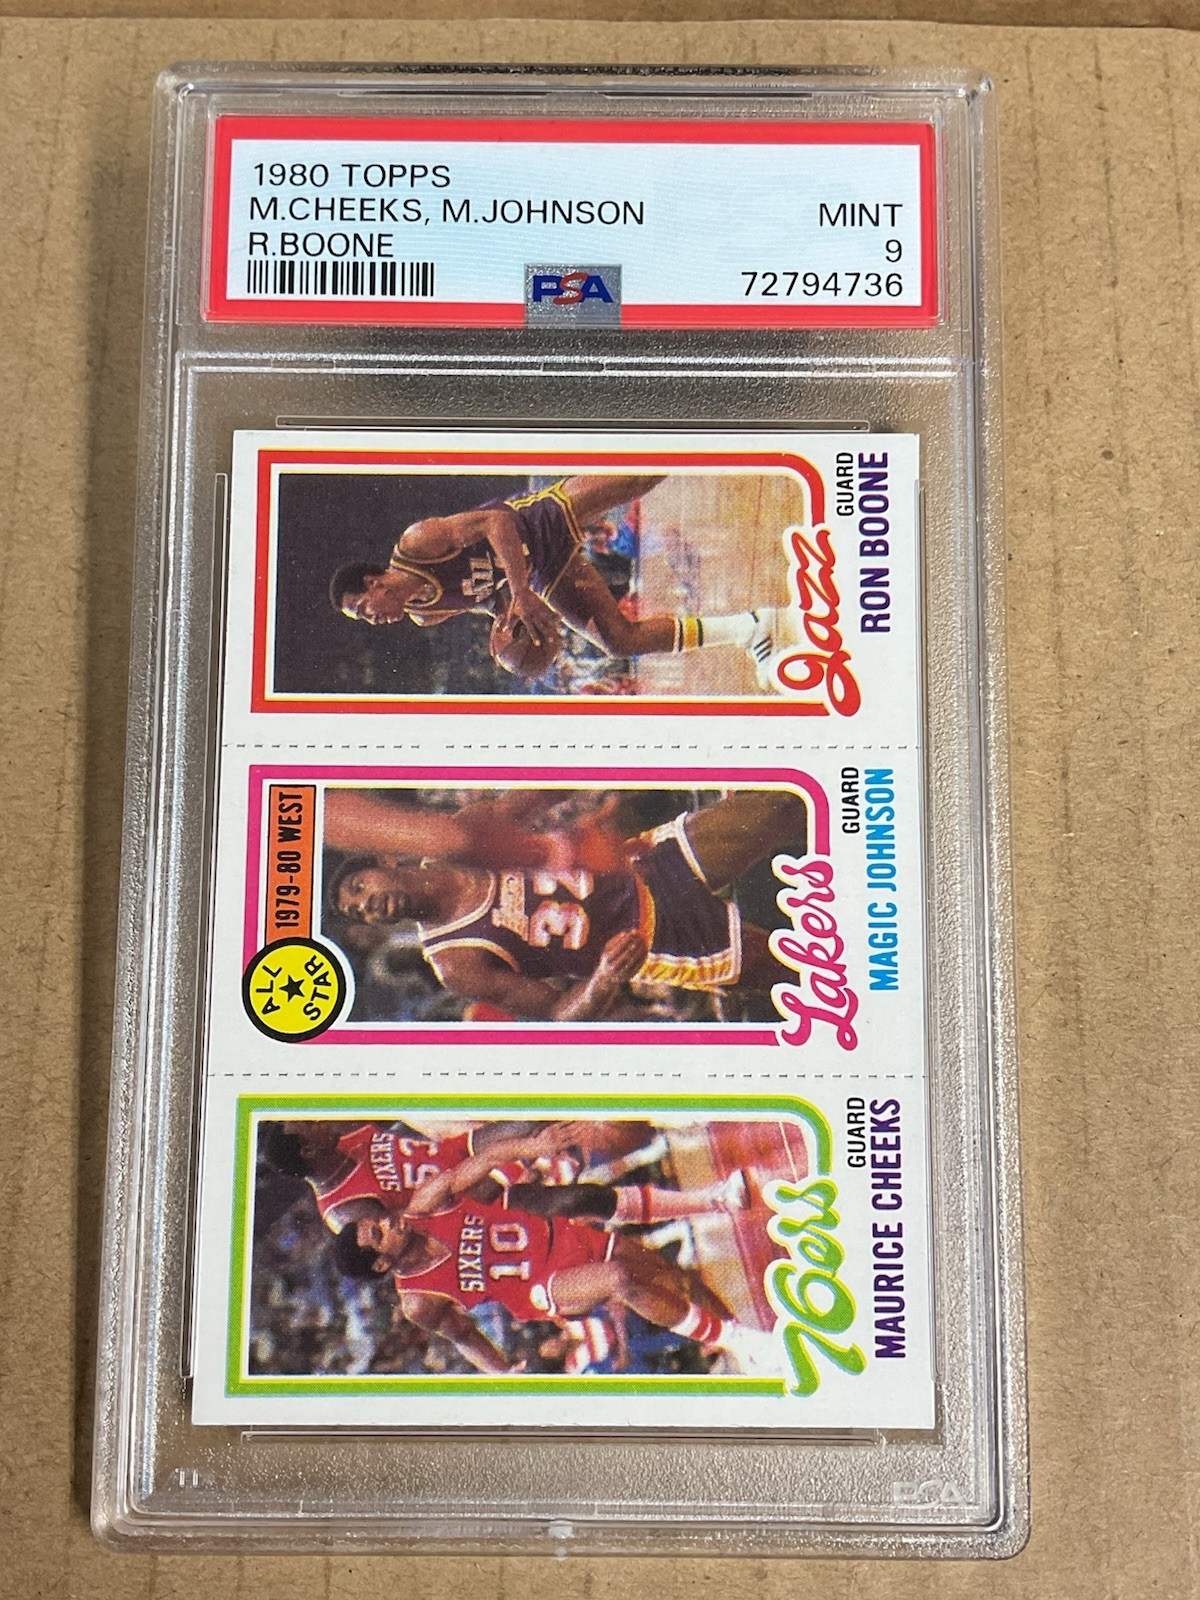 1980 TOPPS
M.CHEEKS, M.JOHNSON
R.BOONE
MINT
9
72794736
PSA
GUARD
RON BOONE
Jazz
JAZZ
1979-80 WEST
ALL STAR
32
Lakers
GUARD
MAGIC JOHNSON
SIXERS
53
SIXERS
10
76ers
GUARD
MAURICE CHEEKS
PSA